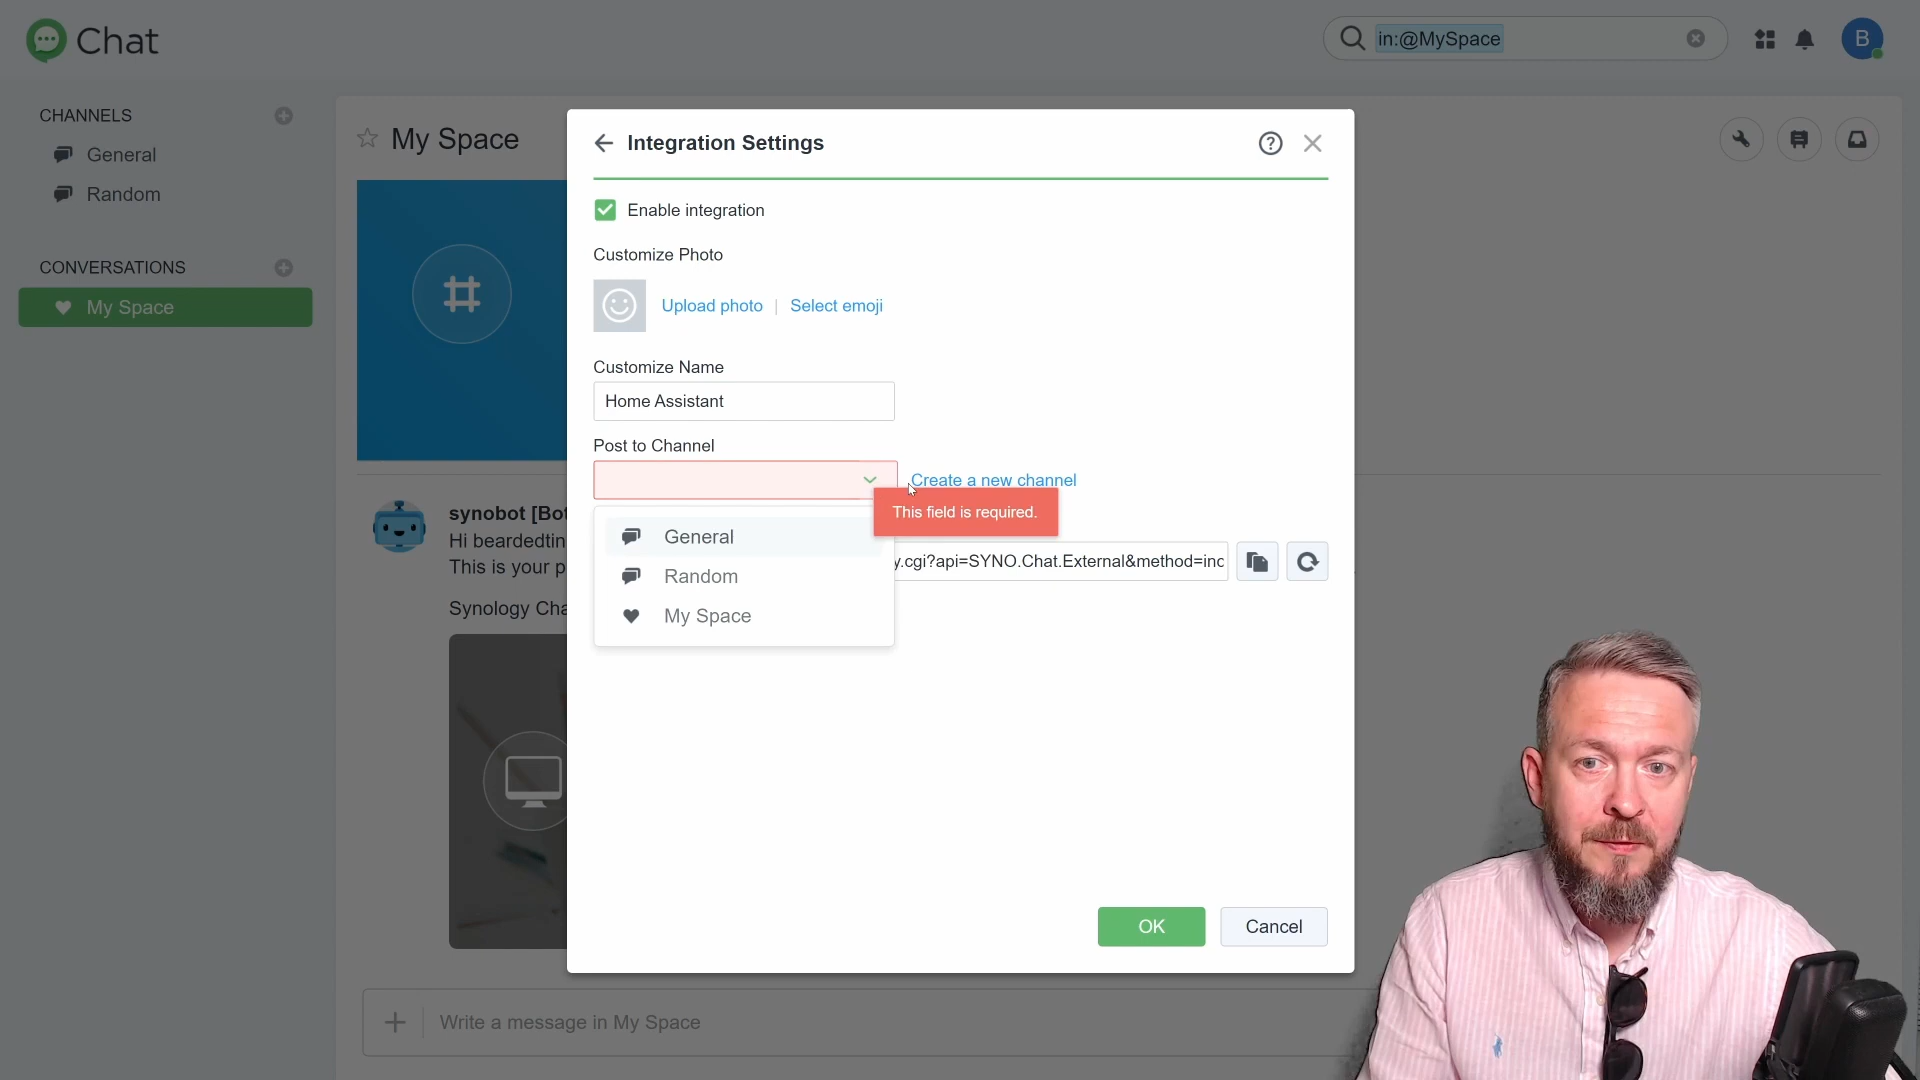 Chat
in:@MySpace
B
CHANNELS
General
Random
CONVERSATIONS
My Space
My Space
synobot [Bot
Hi beardedtin
This is your p
Synology Cha
Write a message in My Space
Integration Settings
Enable integration
Customize Photo
Upload photo | Select emoji
Customize Name
Home Assistant
Post to Channel
Create a new channel
This field is required.
General
Random
My Space
y.cgi?api=SYNO.Chat.External&method=inc
OK
Cancel